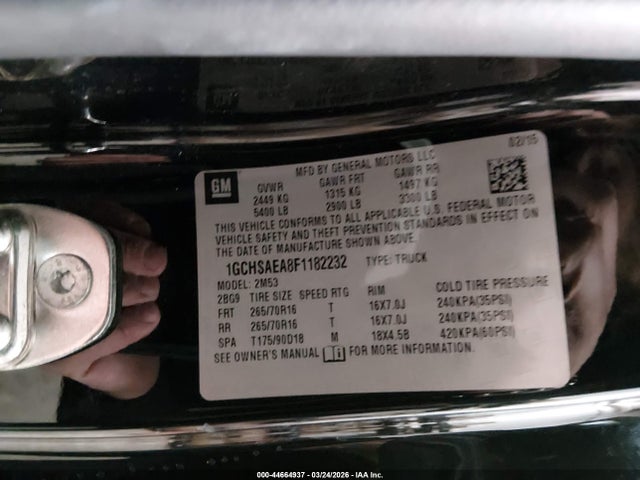 02/15
MFD BY GENERAL MOTORS LLC
GM
GVWR GAWR FRT GAWR RR
2449 KG 1315 KG 1497 KG
5400 LB 2900 LB 3300 LB
THIS VEHICLE CONFORMS TO ALL APPLICABLE U.S. FEDERAL MOTOR
VEHICLE SAFETY AND THEFT PREVENTION STANDARDS IN EFFECT ON
THE DATE OF MANUFACTURE SHOWN ABOVE.
1GCHSAEA8F1182232 TYPE: TRUCK
MODEL: 2M53
2BG9 TIRE SIZE SPEED RTG RIM COLD TIRE PRESSURE
FRT 265/70R16 T 16X7.0J 240KPA(35PSI)
RR 265/70R16 T 16X7.0J 240KPA(35PSI)
SPA T175/90D18 M 18X4.5B 420KPA(60PSI)
SEE OWNER'S MANUAL FOR MORE INFORMATION.
000-44664937 - 03/24/2026 - IAA Inc.